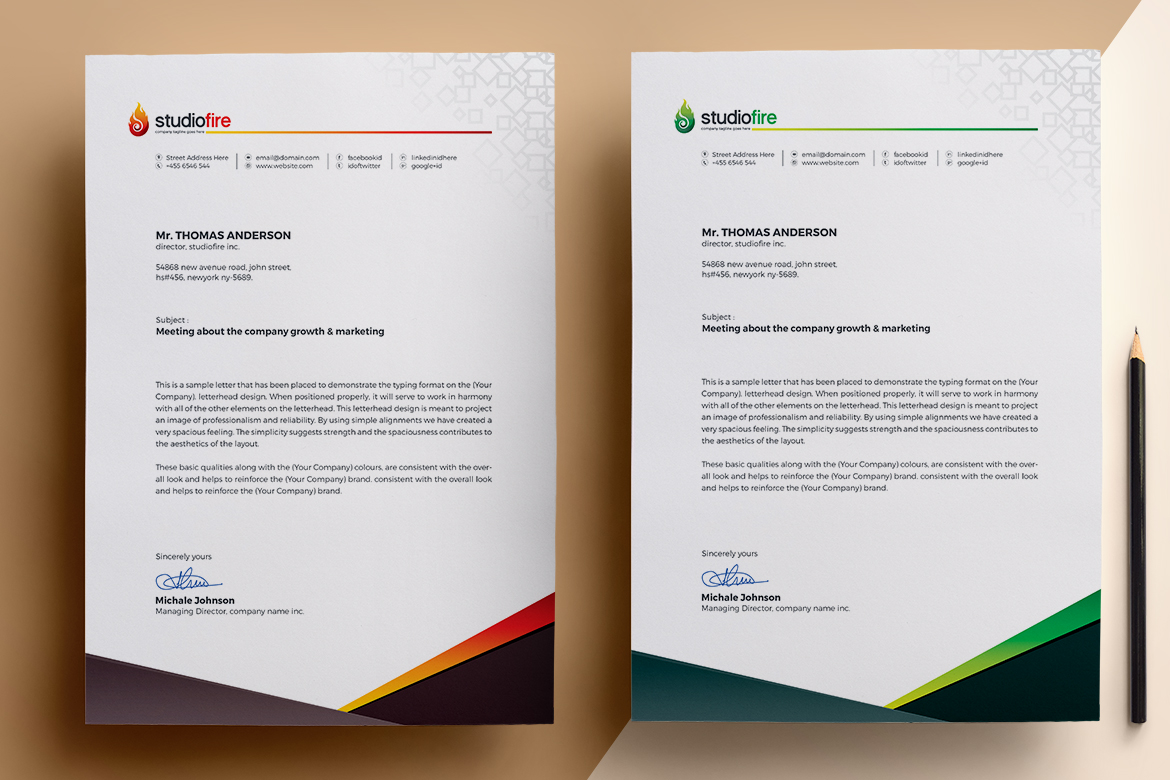 studiofire
company tagline goes here
Street Address Here
+455 6546 544
email@domain.com
www.website.com
facebookid
idoftwitter
linkedinidhere
google+id
Mr. THOMAS ANDERSON
director, studiofire inc.
54868 new avenue road, john street,
hs#456, newyork ny-5689.
Subject :
Meeting about the company growth & marketing
This is a sample letter that has been placed to demonstrate the typing format on the (Your
Company). letterhead design. When positioned properly, it will serve to work in harmony
with all of the other elements on the letterhead. This letterhead design is meant to project
an image of professionalism and reliability. By using simple alignments we have created a
very spacious feeling. The simplicity suggests strength and the spaciousness contributes to
the aesthetics of the layout.
These basic qualities along with the (Your Company) colours, are consistent with the over-
all look and helps to reinforce the (Your Company) brand. consistent with the overall look
and helps to reinforce the (Your Company) brand.
Sincerely yours
Michale Johnson
Managing Director, company name inc.
studiofire
company tagline goes here
Street Address Here
+455 6546 544
email@domain.com
www.website.com
facebookid
idoftwitter
linkedinidhere
google+id
Mr. THOMAS ANDERSON
director, studiofire inc.
54868 new avenue road, john street,
hs#456, newyork ny-5689.
Subject :
Meeting about the company growth & marketing
This is a sample letter that has been placed to demonstrate the typing format on the (Your
Company). letterhead design. When positioned properly, it will serve to work in harmony
with all of the other elements on the letterhead. This letterhead design is meant to project
an image of professionalism and reliability. By using simple alignments we have created a
very spacious feeling. The simplicity suggests strength and the spaciousness contributes to
the aesthetics of the layout.
These basic qualities along with the (Your Company) colours, are consistent with the over-
all look and helps to reinforce the (Your Company) brand. consistent with the overall look
and helps to reinforce the (Your Company) brand.
Sincerely yours
Michale Johnson
Managing Director, company name inc.